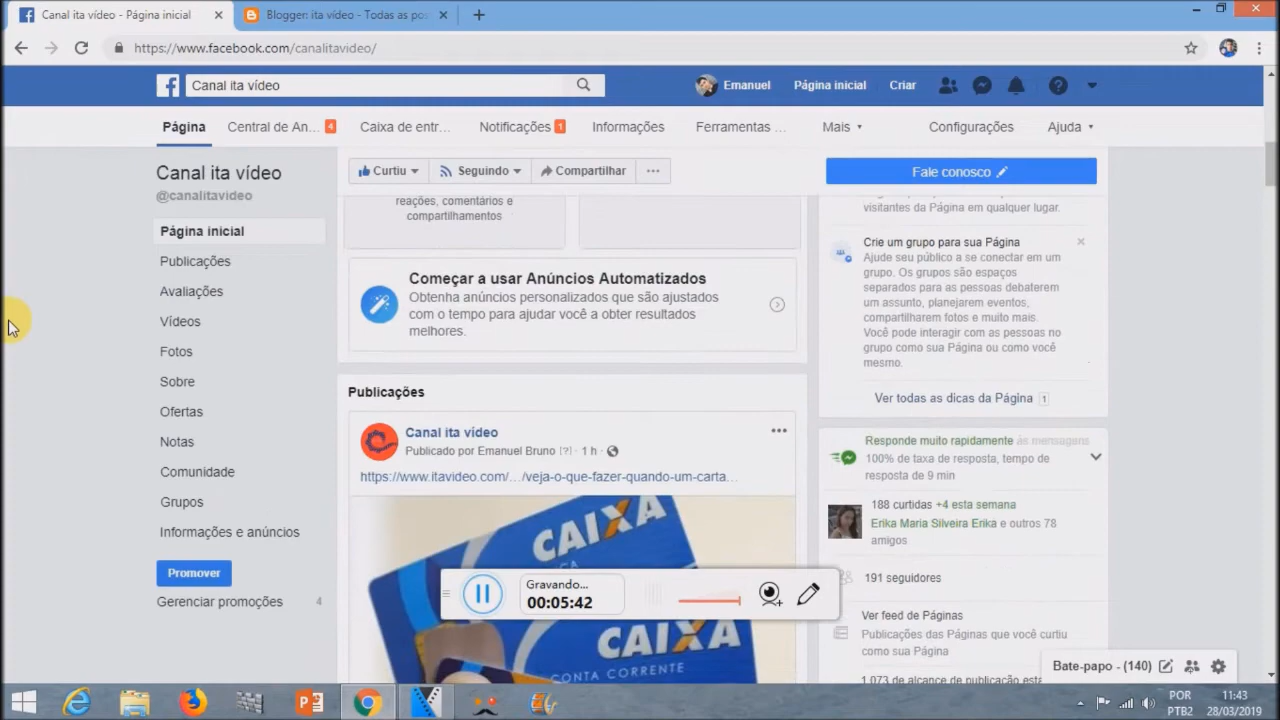 Canal ita vídeo - Página inicial
Blogger: ita vídeo - Todas as po
https://www.facebook.com/canalitavideo/
Canal ita vídeo
Emanuel
Página inicial
Criar
Página
Central de An... 4
Caixa de entr...
Notificações 1
Informações
Ferramentas ...
Mais
Configurações
Ajuda
Canal ita vídeo
@canalitavideo
Página inicial
Publicações
Avaliações
Vídeos
Fotos
Sobre
Ofertas
Notas
Comunidade
Grupos
Informações e anúncios
Promover
Gerenciar promoções 4
Curtiu
Seguindo
Compartilhar
...
Fale conosco
reações, comentários e
compartilhamentos
Começar a usar Anúncios Automatizados
Obtenha anúncios personalizados que são ajustados
com o tempo para ajudar você a obter resultados
melhores.
Publicações
Canal ita vídeo
Publicado por Emanuel Bruno [?] · 1 h ·
https://www.itavideo.com/.../veja-o-que-fazer-quando-um-carta...
CAIXA
CAIXA
CONTA CORRENTE
Gravando...
00:05:42
visitantes da Página em qualquer lugar.
Crie um grupo para sua Página
Ajude seu público a se conectar em um
grupo. Os grupos são espaços
separados para as pessoas debaterem
um assunto, planejarem eventos,
compartilharem fotos e muito mais.
Você pode interagir com as pessoas no
grupo como sua Página ou como você
mesmo.
Ver todas as dicas da Página 1
Responde muito rapidamente às mensagens
100% de taxa de resposta, tempo de
resposta de 9 min
188 curtidas +4 esta semana
Erika Maria Silveira Erika e outros 78
amigos
191 seguidores
Ver feed de Páginas
Publicações das Páginas que você curtiu
como sua Página
1.073 de alcance de publicação
Bate-papo - (140)
POR
PTB2
11:43
28/03/2019